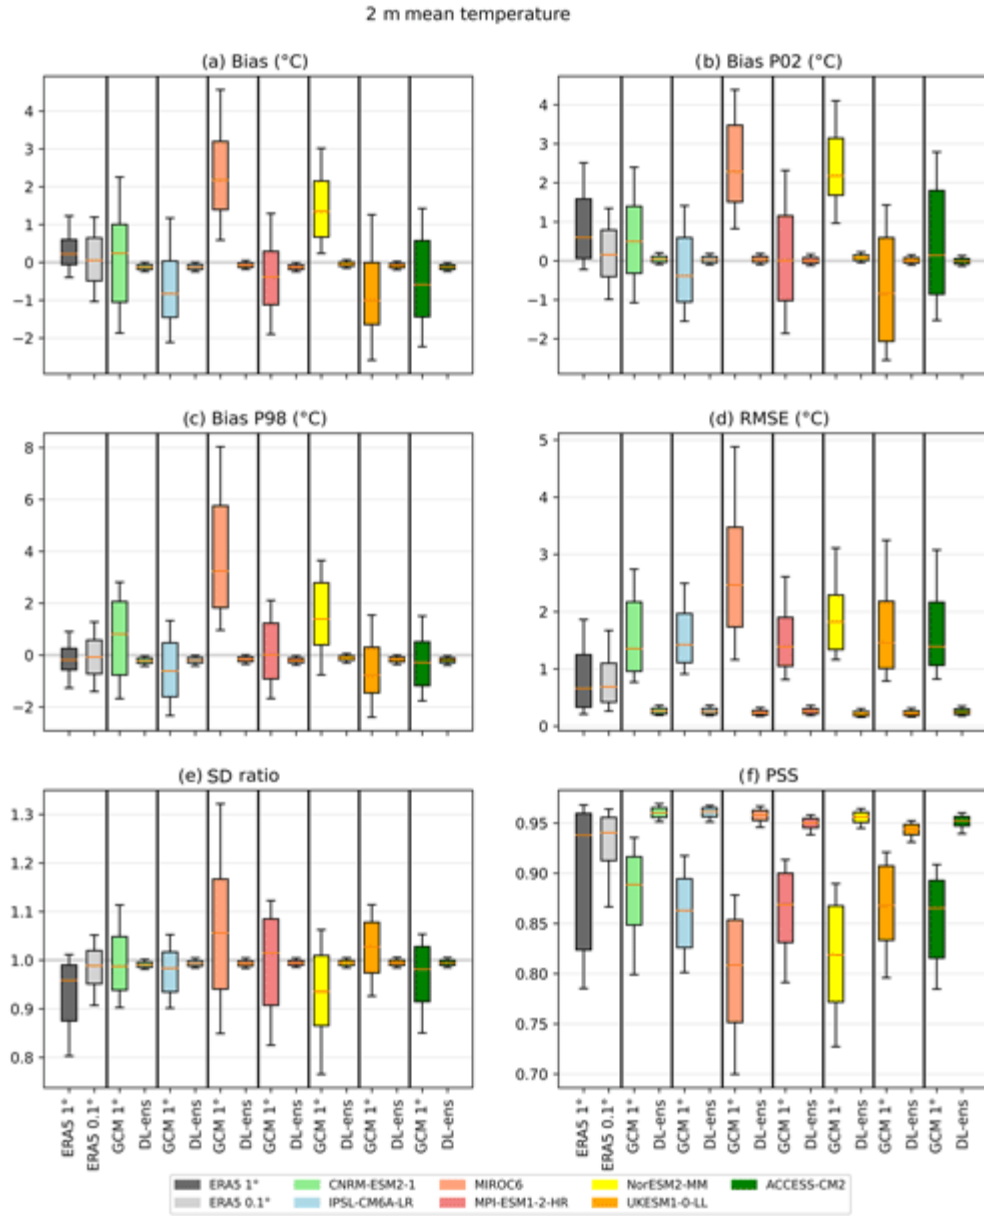 2 m mean temperature
(a) Bias (°C)
(b) Bias P02 (°C)
4
3
2
1
0
−1
−2
4
3
2
1
0
−1
−2
(c) Bias P98 (°C)
(d) RMSE (°C)
8
6
4
2
0
−2
5
4
3
2
1
0
(e) SD ratio
(f) PSS
1.3
1.2
1.1
1.0
0.9
0.8
0.95
0.90
0.85
0.80
0.75
0.70
ERA5 1°
ERA5 0.1°
GCM 1°
DL-ens
GCM 1°
DL-ens
GCM 1°
DL-ens
GCM 1°
DL-ens
GCM 1°
DL-ens
GCM 1°
DL-ens
GCM 1°
DL-ens
ERA5 1°
ERA5 0.1°
GCM 1°
DL-ens
GCM 1°
DL-ens
GCM 1°
DL-ens
GCM 1°
DL-ens
GCM 1°
DL-ens
GCM 1°
DL-ens
GCM 1°
DL-ens
ERA5 1° CNRM-ESM2-1 MIROC6 NorESM2-MM ACCESS-CM2
ERA5 0.1° IPSL-CM6A-LR MPI-ESM1-2-HR UKESM1-0-LL